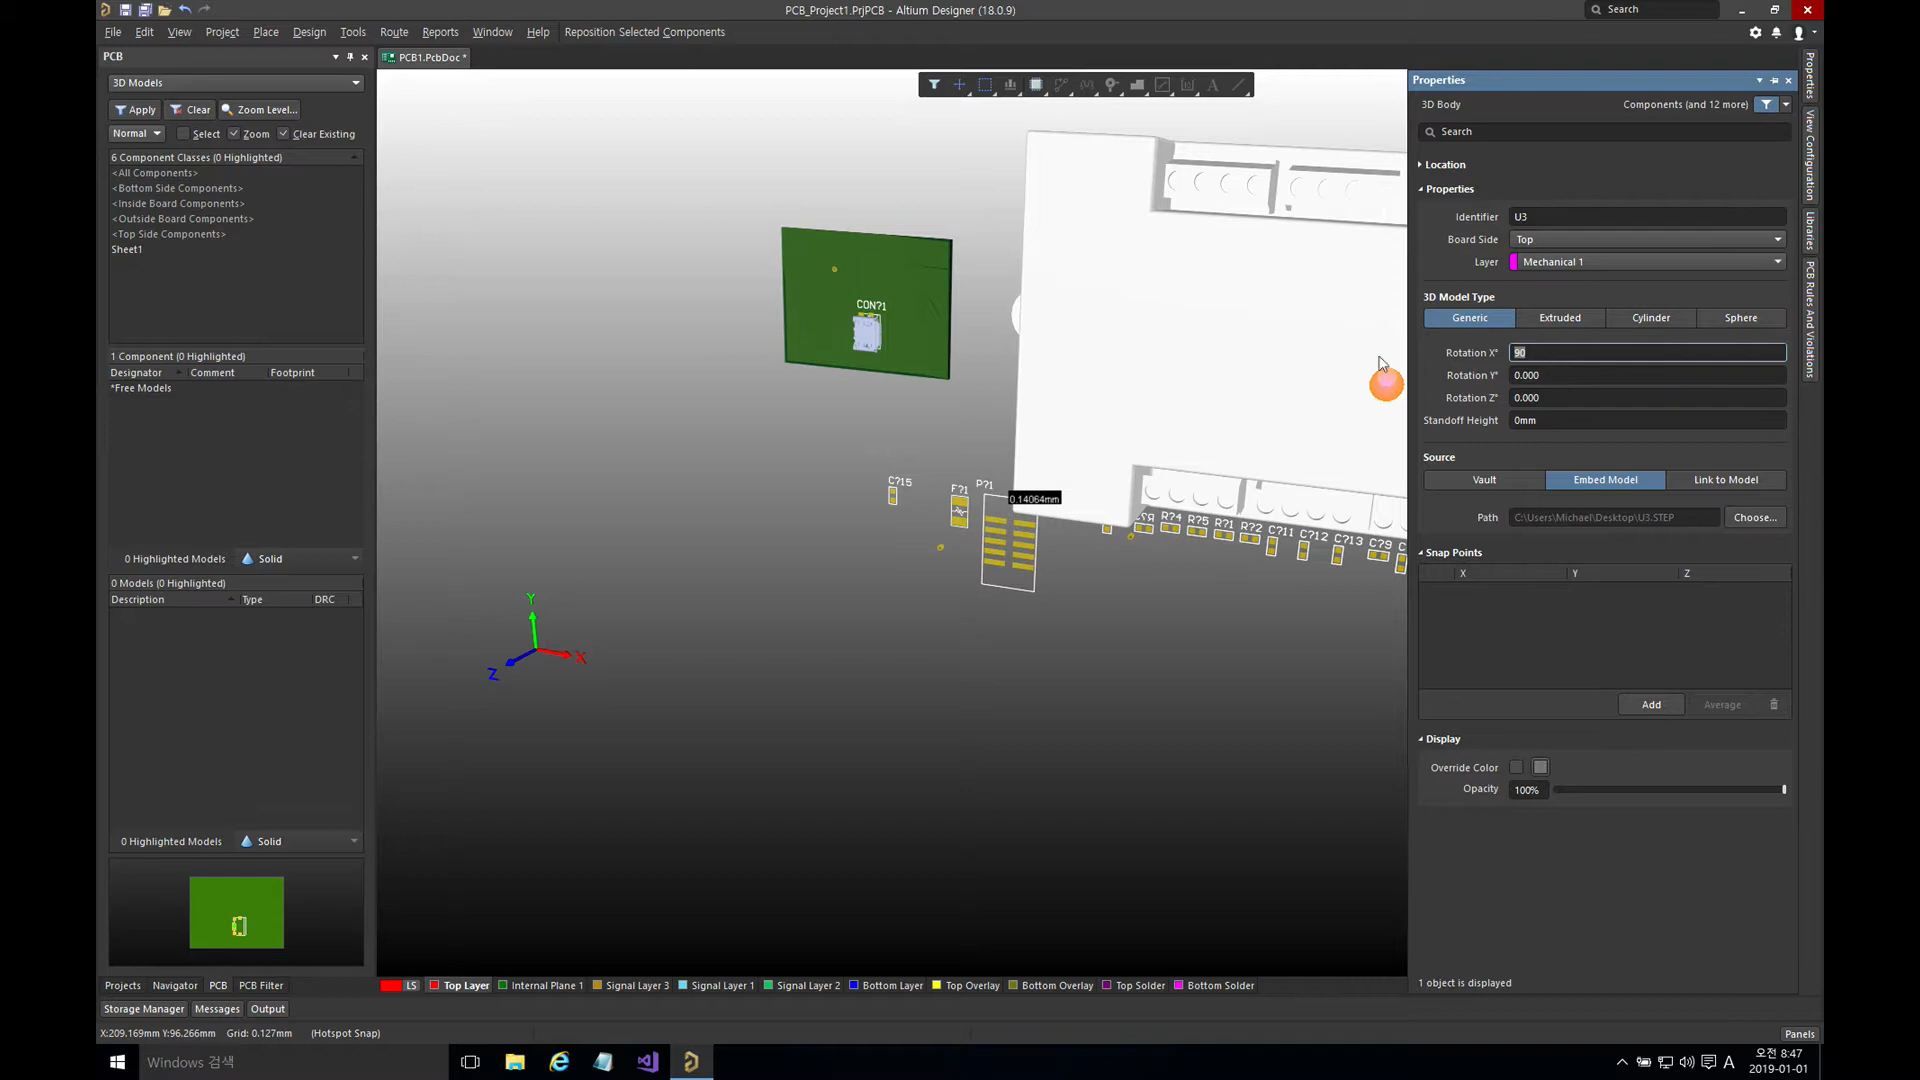 PCB_Project1.PrjPCB - Altium Designer (18.0.9)
Search
File Edit View Project Place Design Tools Route Reports Window Help Reposition Selected Components
PCB
PCB1.PcbDoc *
3D Models
Apply Clear Zoom Level...
Normal Select Zoom Clear Existing
6 Component Classes (0 Highlighted)
<All Components>
<Bottom Side Components>
<Inside Board Components>
<Outside Board Components>
<Top Side Components>
Sheet1
1 Component (0 Highlighted)
Designator Comment Footprint
*Free Models
0 Highlighted Models Solid
0 Models (0 Highlighted)
Description Type DRC
0 Highlighted Models Solid
Projects Navigator PCB PCB Filter
Storage Manager Messages Output
X:209.169mm Y:96.266mm Grid: 0.127mm (Hotspot Snap)
CON?1
C?15
F?1
P?1
0.14064mm
R?4 R?5 R?1 R?2 C?11 C?12 C?13 C?9
Y
X
Z
LS Top Layer Internal Plane 1 Signal Layer 3 Signal Layer 1 Signal Layer 2 Bottom Layer Top Overlay Bottom Overlay Top Solder Bottom Solder
Properties
3D Body Components (and 12 more)
Search
Location
Properties
Identifier U3
Board Side Top
Layer Mechanical 1
3D Model Type
Generic Extruded Cylinder Sphere
Rotation X° 90
Rotation Y° 0.000
Rotation Z° 0.000
Standoff Height 0mm
Source
Vault Embed Model Link to Model
Path C:\Users\Michael\Desktop\U3.STEP Choose...
Snap Points
X Y Z
Add Average
Display
Override Color
Opacity 100%
1 object is displayed
Properties
View Configuration
Libraries
PCB Rules And Violations
Panels
Windows 검색
A
오전 8:47
2019-01-01